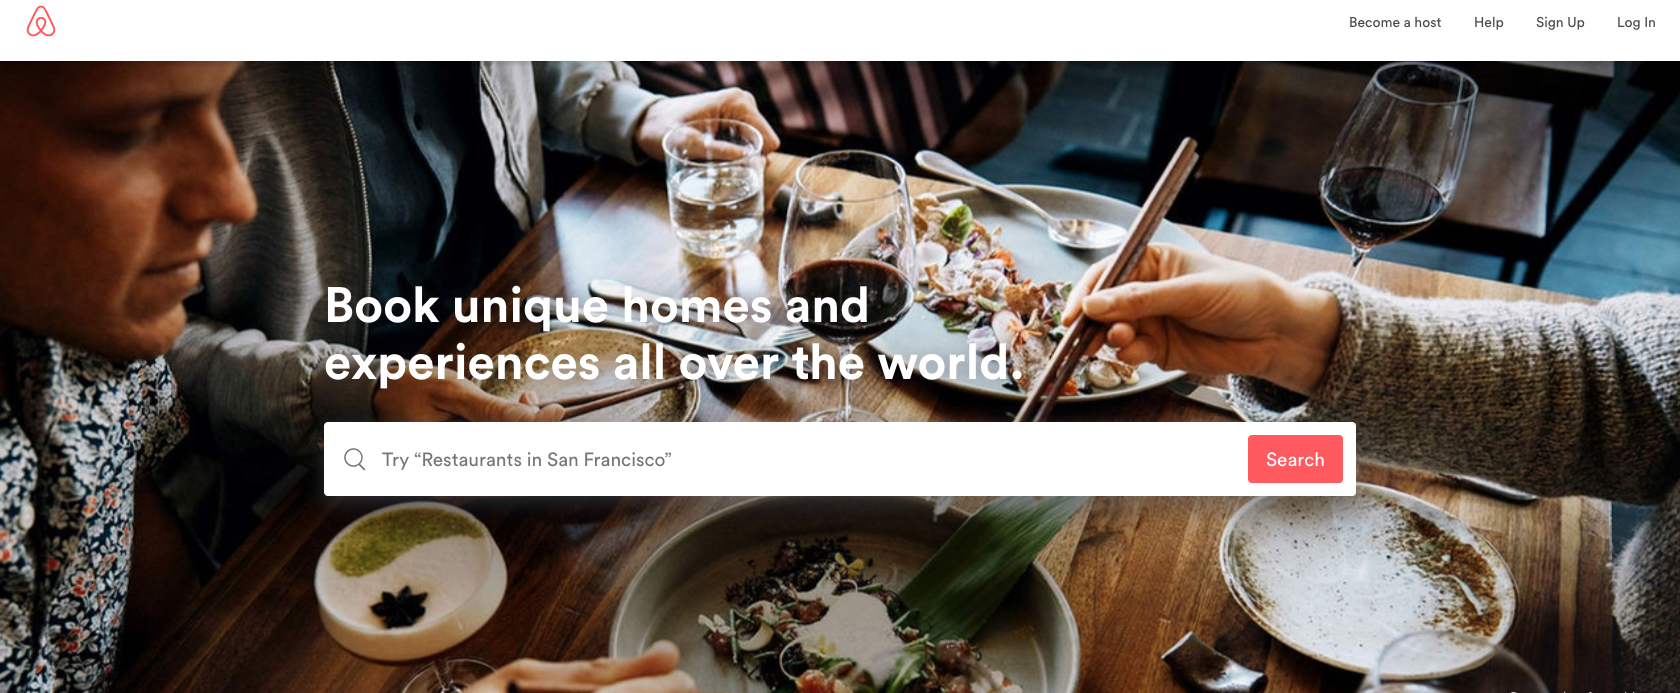 Become a host Help Sign Up Log In
Book unique homes and
experiences all over the world.
Try “Restaurants in San Francisco”
Search